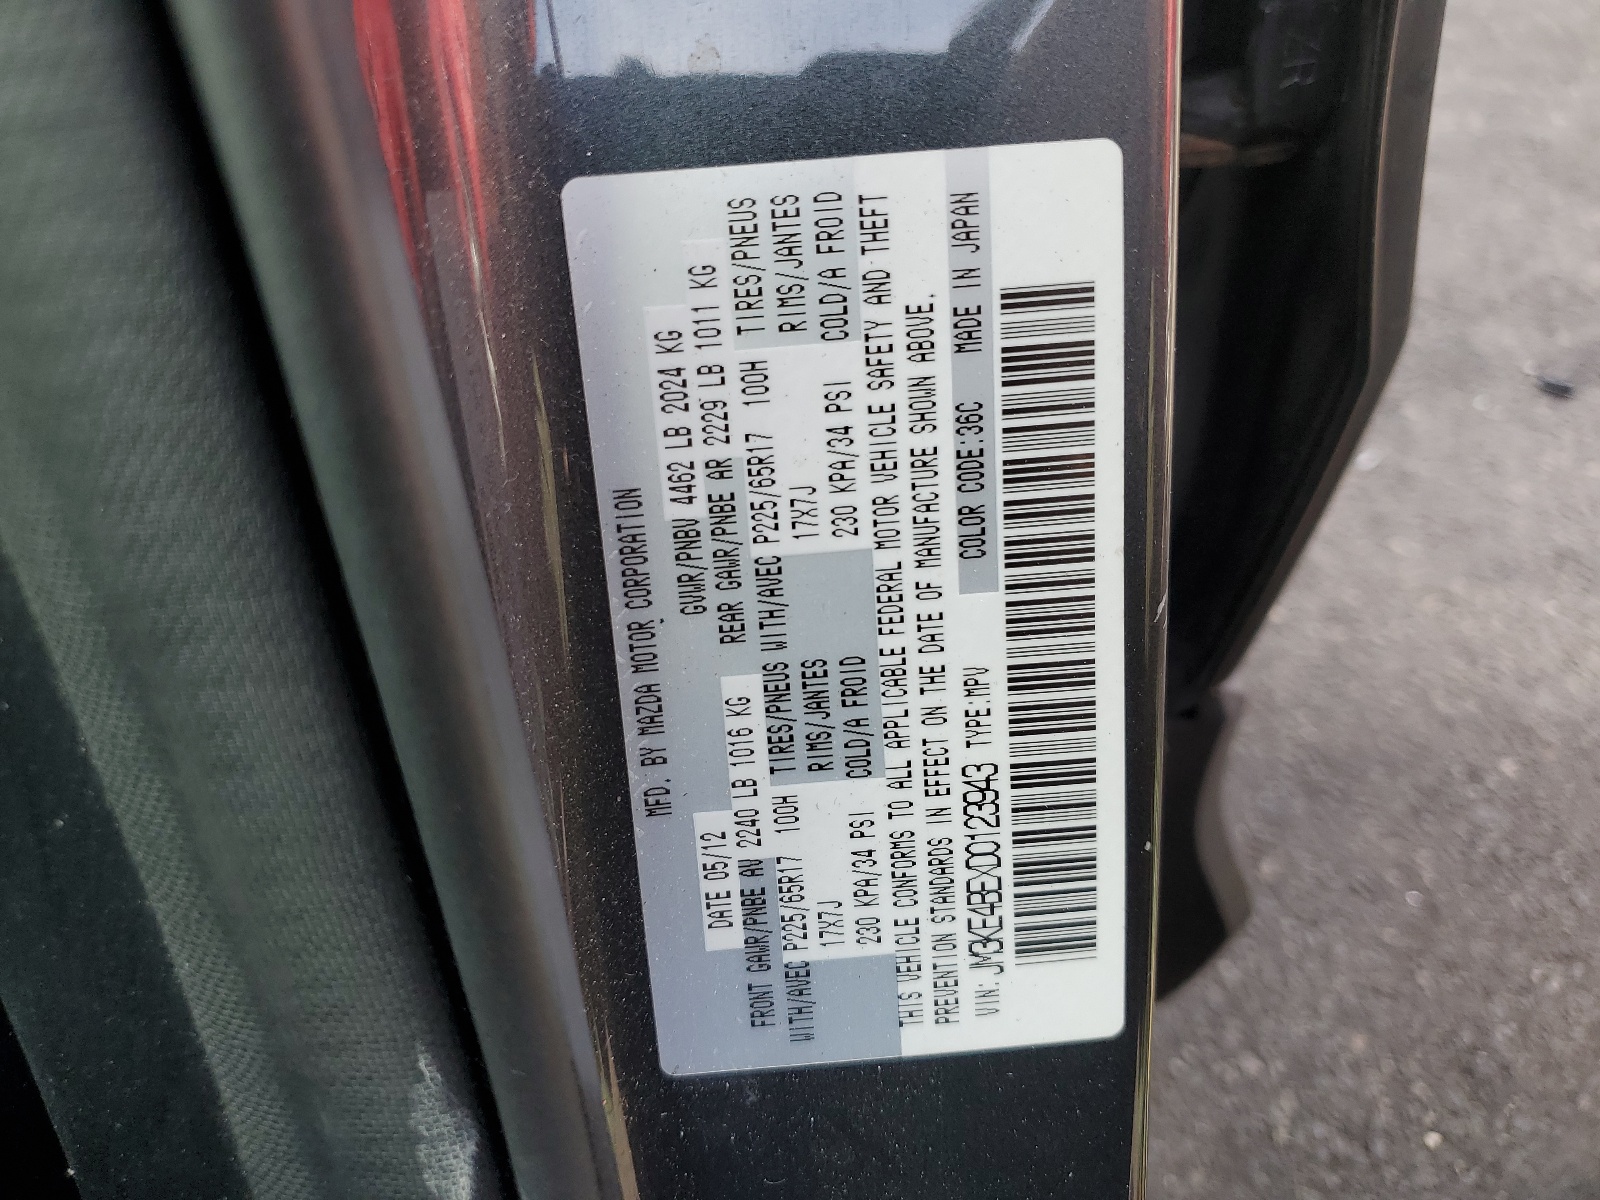 MFD. BY MAZDA MOTOR CORPORATION
DATE 05/12 GVWR/PNBV 4462 LB 2024 KG
FRONT GAWR/PNBE AV 2240 LB 1016 KG REAR GAWR/PNBE AR 2229 LB 1011 KG
WITH/AVEC P225/65R17 100H TIRES/PNEUS WITH/AVEC P225/65R17 100H TIRES/PNEUS
17X7J RIMS/JANTES 17X7J RIMS/JANTES
230 KPA/34 PSI COLD/A FROID 230 KPA/34 PSI COLD/A FROID
THIS VEHICLE CONFORMS TO ALL APPLICABLE FEDERAL MOTOR VEHICLE SAFETY AND THEFT
PREVENTION STANDARDS IN EFFECT ON THE DATE OF MANUFACTURE SHOWN ABOVE.
VIN: JM3KE4BEXD0123943 TYPE:MPV COLOR CODE:36C MADE IN JAPAN